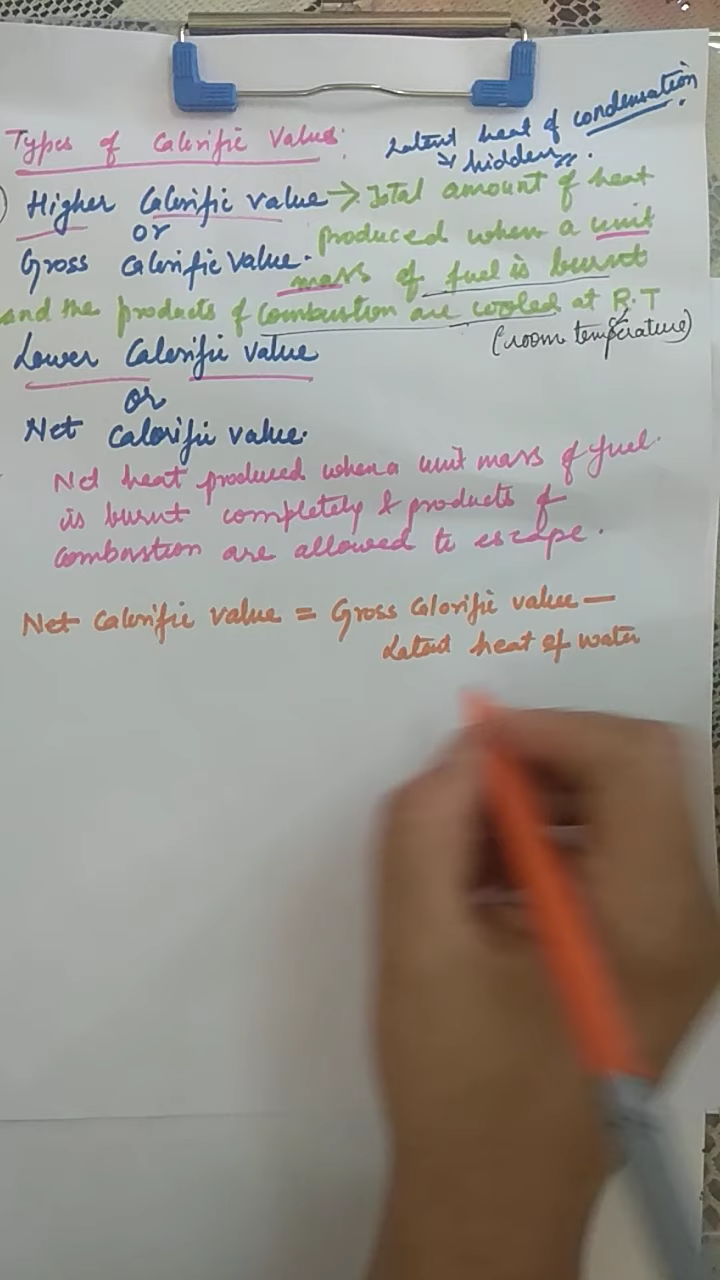 Types of Calorific Value:
Latent heat of condensation.
↓ hidden
) Higher Calorific value → Total amount of heat
or
produced when a unit
Gross Calorific Value.
mass of fuel is burnt
and the products of combustion are cooled at R.T
(room temperature)
Lower Calorific value
or
Net Calorific value.
Net heat produced when a unit mass of fuel.
is burnt completely & products of
combustion are allowed to escape.
Net Calorific value = Gross Calorific value —
Latent heat of water